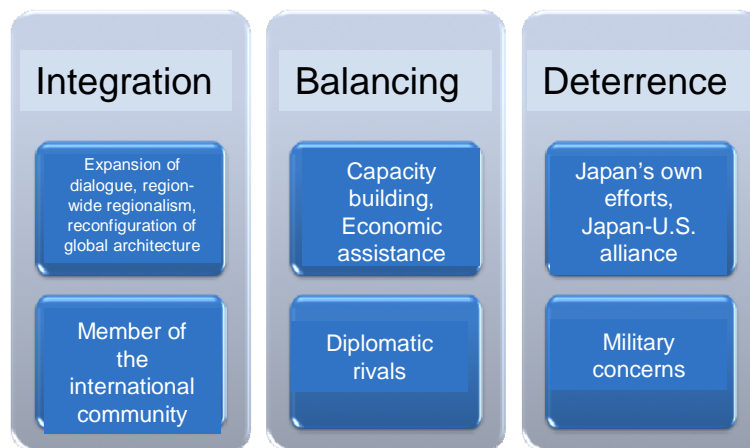 Integration
Expansion of
dialogue, region-
wide regionalism,
reconfiguration of
global architecture
Member of
the
international
community
Balancing
Capacity
building,
Economic
assistance
Diplomatic
rivals
Deterrence
Japan's own
efforts,
Japan-U.S.
alliance
Military
concerns